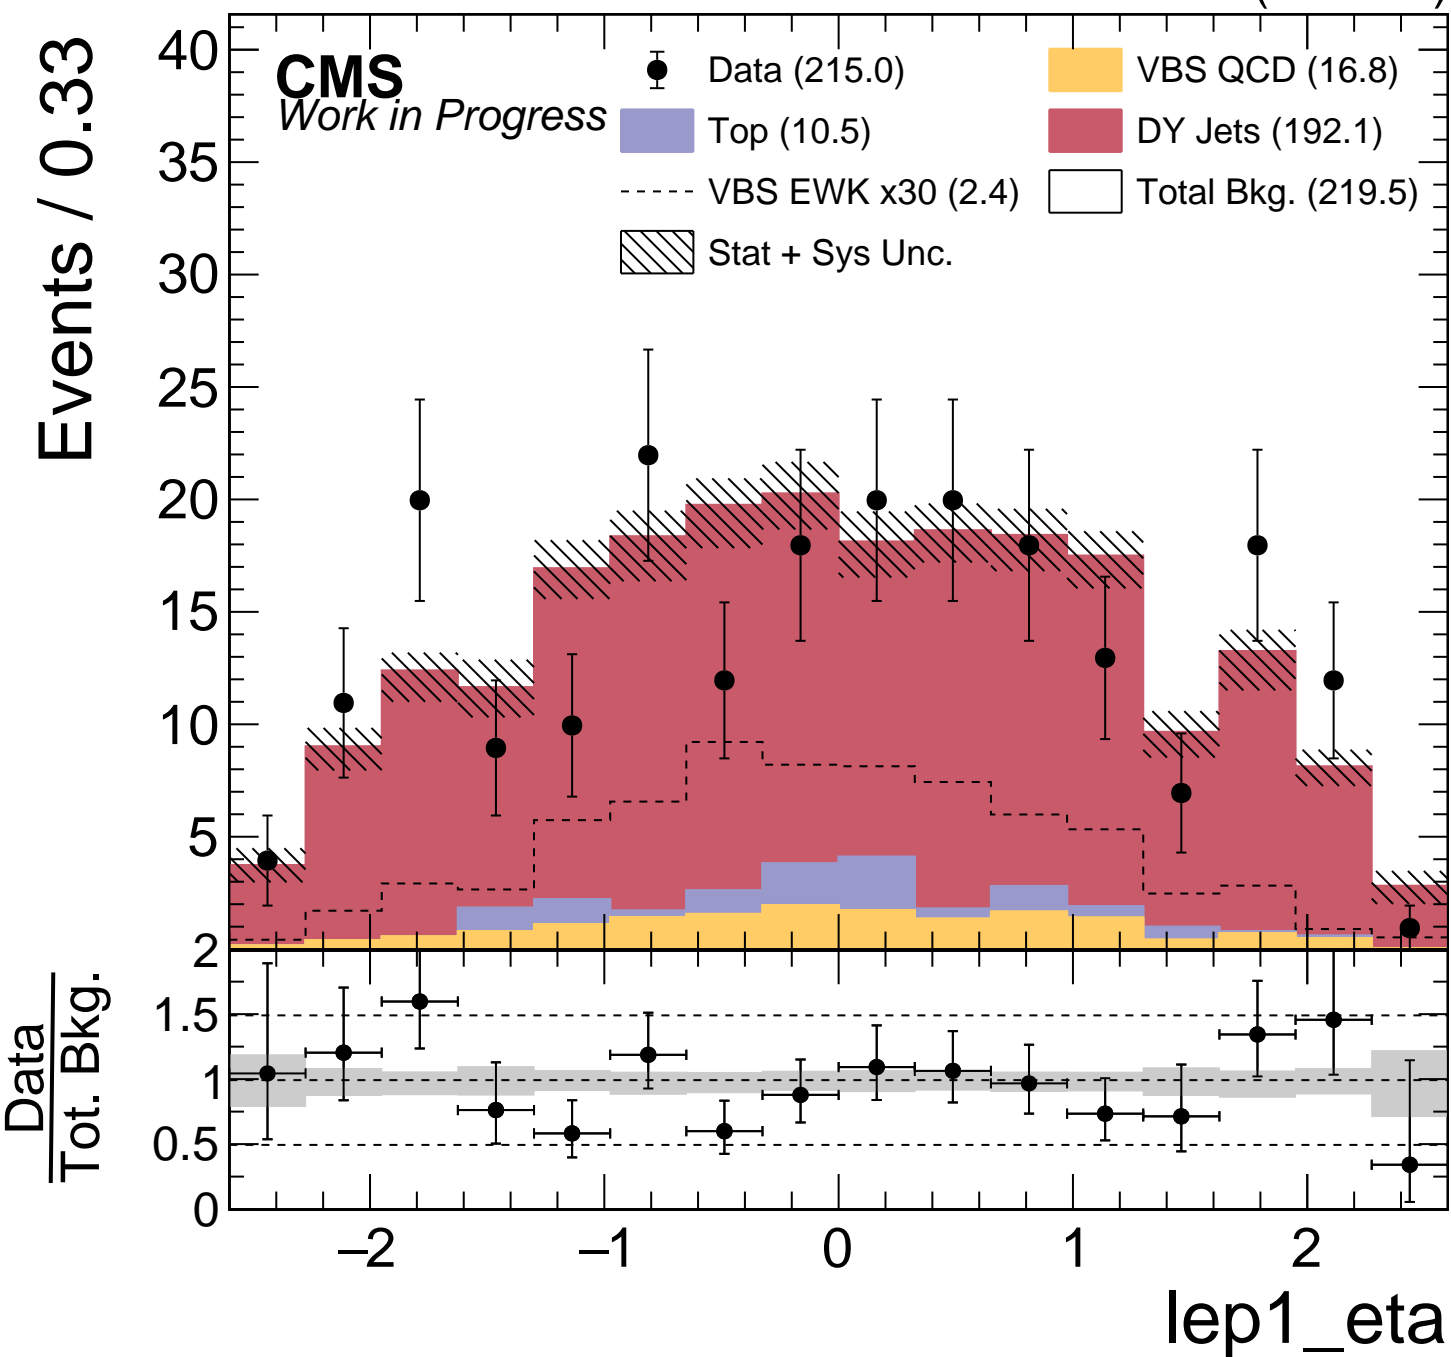 Events / 0.33
40
35
30
25
20
15
10
5
CMS
Work in Progress
Data (215.0)
VBS QCD (16.8)
Top (10.5)
DY Jets (192.1)
VBS EWK x30 (2.4)
Total Bkg. (219.5)
Stat + Sys Unc.
Data
Tot. Bkg.
2
1.5
1
0.5
0
−2
−1
0
1
2
lep1_eta